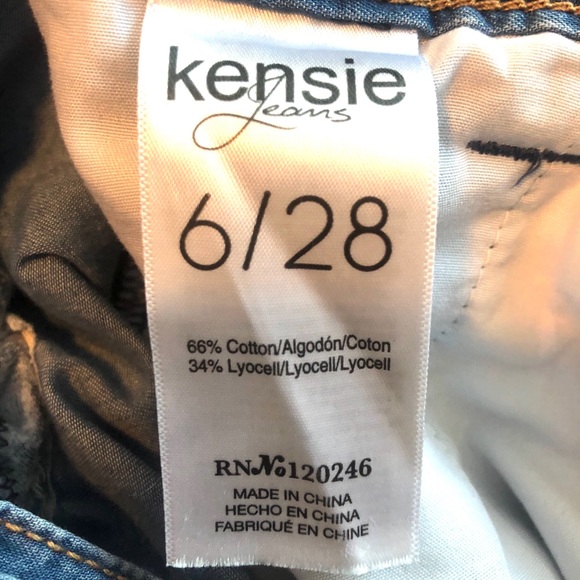 kensie
Jeans
6/28
66% Cotton/Algodón/Coton
34% Lyocell/Lyocell/Lyocell
RN No 120246
MADE IN CHINA
HECHO EN CHINA
FABRIQUÉ EN CHINE